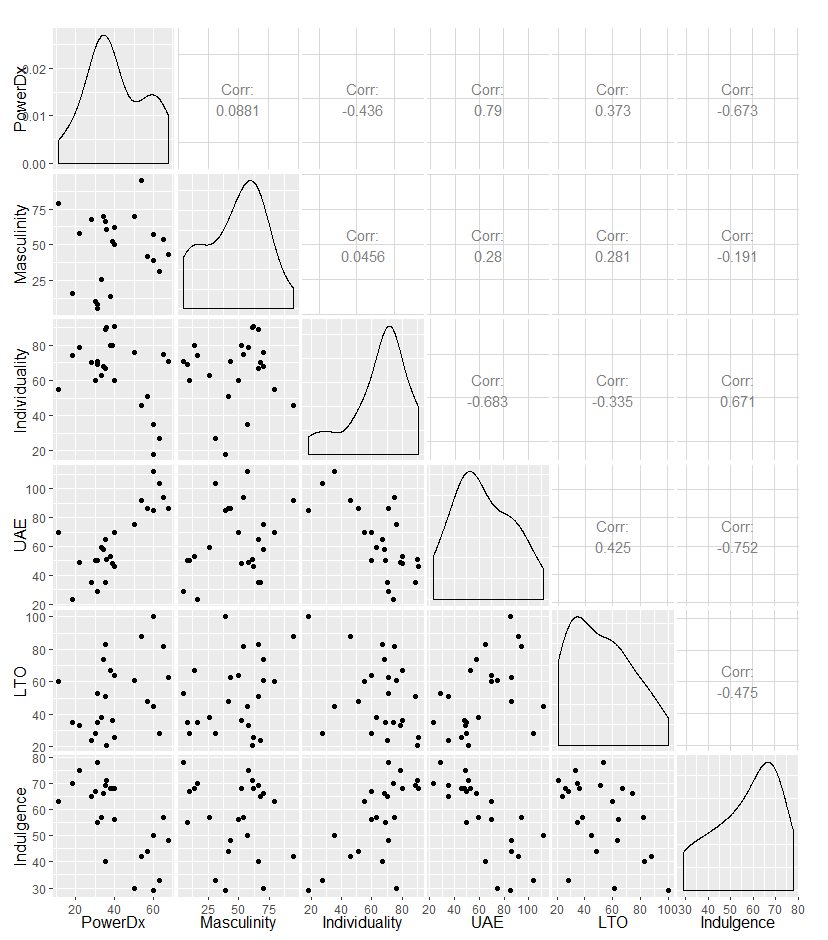 PowerDx
0.02
0.01
0.00
Corr:
0.0881
Corr:
-0.436
Corr:
0.79
Corr:
0.373
Corr:
-0.673
Masculinity
75
50
25
Corr:
0.0456
Corr:
0.28
Corr:
0.281
Corr:
-0.191
Individuality
80
60
40
20
Corr:
-0.683
Corr:
-0.335
Corr:
0.671
UAE
100
80
60
40
20
Corr:
0.425
Corr:
-0.752
LTO
100
80
60
40
20
Corr:
-0.475
Indulgence
80
70
60
50
40
30
20 40 60 25 50 75 20 40 60 80 20 40 60 80 100 20 40 60 80 100 30 40 50 60 70 80
PowerDx Masculinity Individuality UAE LTO Indulgence